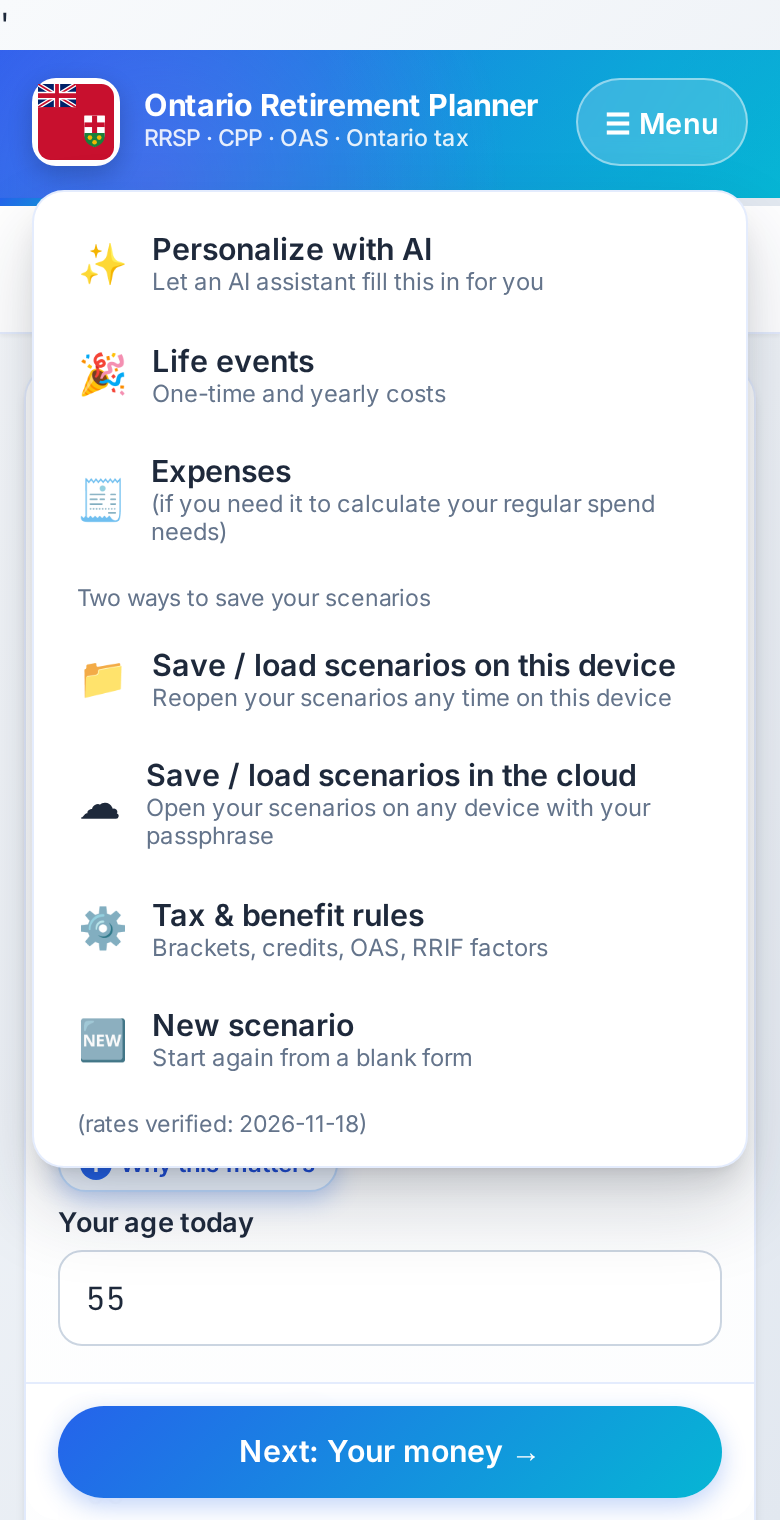 '
Ontario Retirement Planner
RRSP · CPP · OAS · Ontario tax
☰ Menu
Personalize with AI
Let an AI assistant fill this in for you
Life events
One-time and yearly costs
Expenses
(if you need it to calculate your regular spend
needs)
Two ways to save your scenarios
Save / load scenarios on this device
Reopen your scenarios any time on this device
Save / load scenarios in the cloud
Open your scenarios on any device with your
passphrase
Tax & benefit rules
Brackets, credits, OAS, RRIF factors
NEW
New scenario
Start again from a blank form
(rates verified: 2026-11-18)
Why this matters
Your age today
55
Next: Your money →